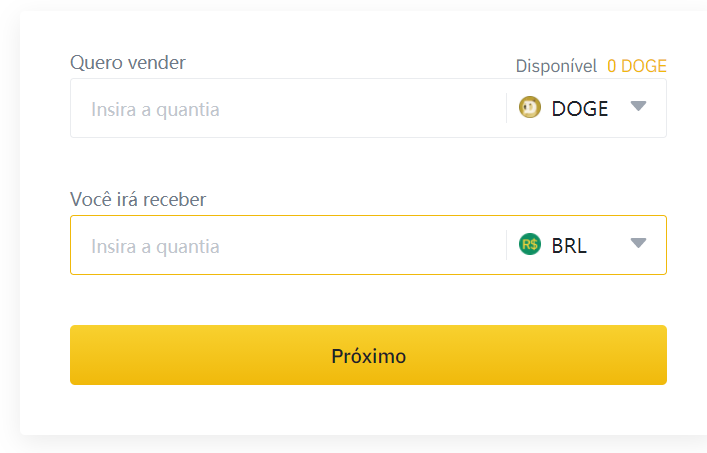 Quero vender
Disponível 0 DOGE
Insira a quantia
DOGE
Você irá receber
Insira a quantia
R$ BRL
Próximo